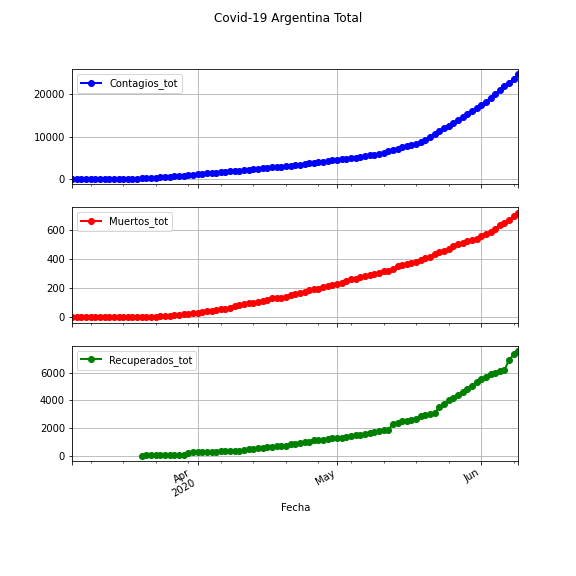 Covid-19 Argentina Total
20000
10000
0
Contagios_tot
600
400
200
0
Muertos_tot
6000
4000
2000
0
Recuperados_tot
Apr
2020
May
Jun
Fecha